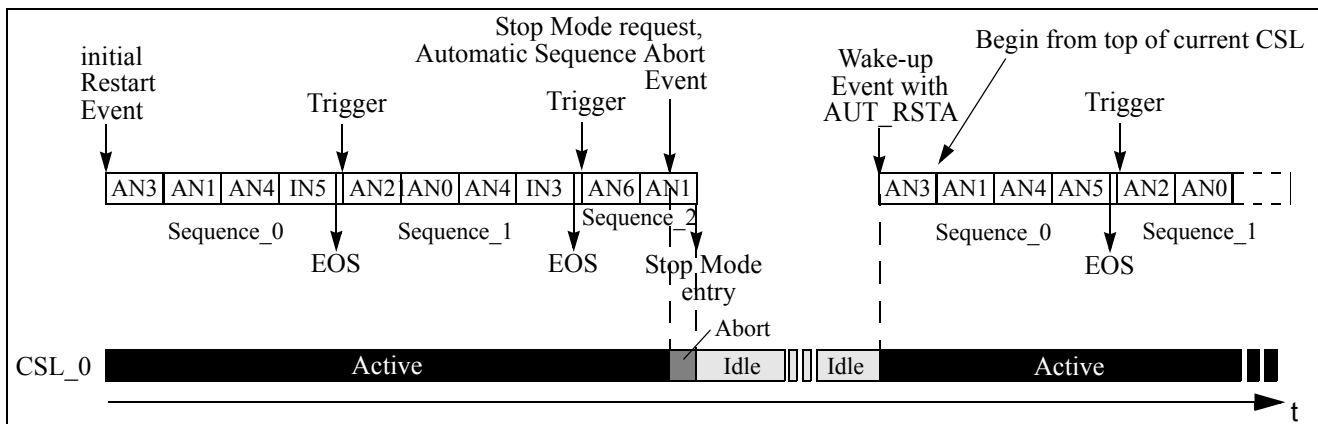 Stop Mode request,
Automatic Sequence Abort
Event
initial
Restart
Event
Trigger
Trigger
Wake-up
Event with
AUT_RSTA
Begin from top of current CSL
Trigger
AN3 AN1 AN4 IN5 AN21 AN0 AN4 IN3 AN6 AN1
AN3 AN1 AN4 AN5 AN2 AN0
Sequence_0
Sequence_1
Sequence_2
Sequence_0
Sequence_1
EOS
EOS
Stop Mode
entry
EOS
Abort
CSL_0
Active
Idle
Idle
Active
t